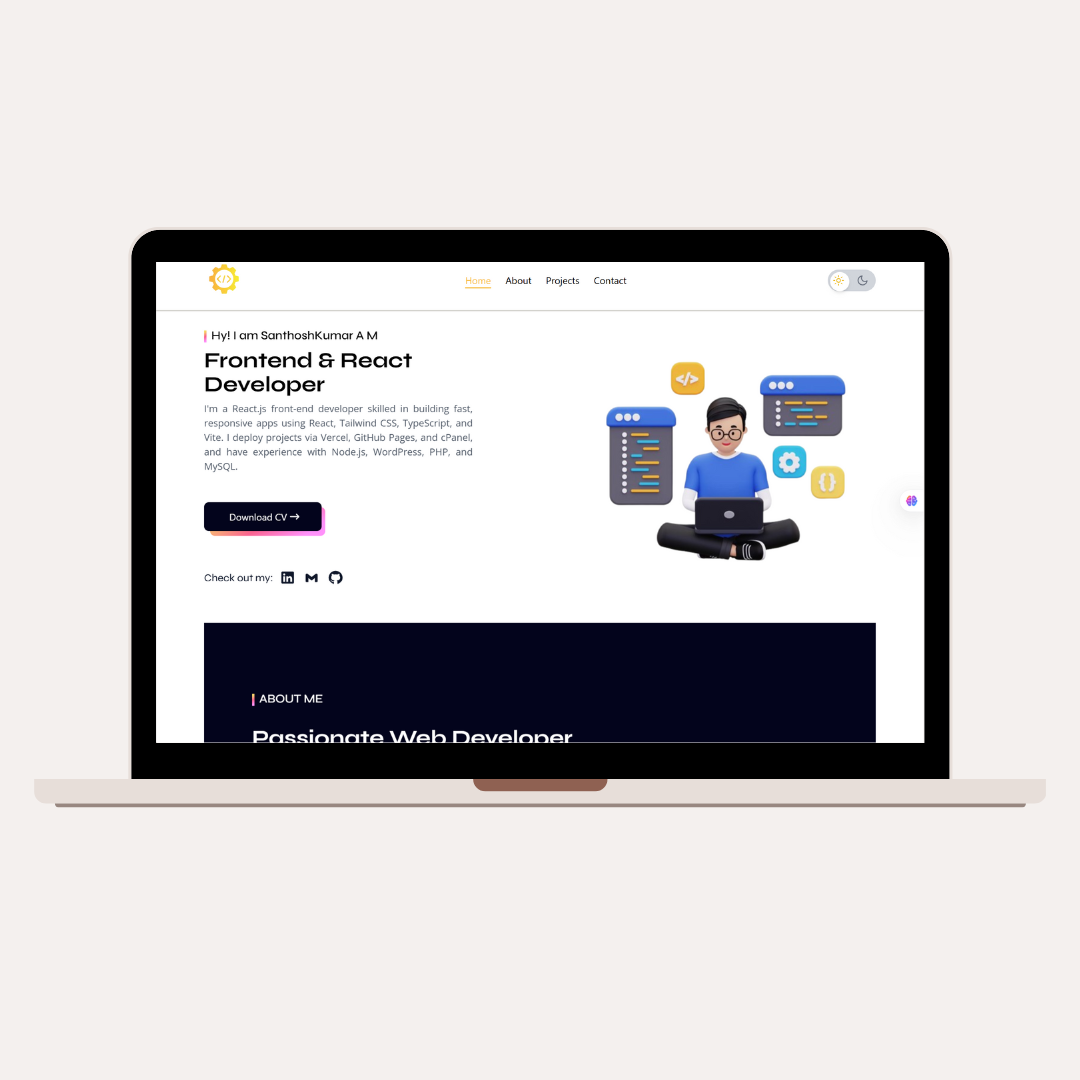 Home About Projects Contact
Hy! I am SanthoshKumar A M
Frontend & React
Developer
I'm a React.js front-end developer skilled in building fast,
responsive apps using React, Tailwind CSS, TypeScript, and
Vite. I deploy projects via Vercel, GitHub Pages, and cPanel,
and have experience with Node.js, WordPress, PHP, and
MySQL.
Download CV →
Check out my:
ABOUT ME
Passionate Web Developer